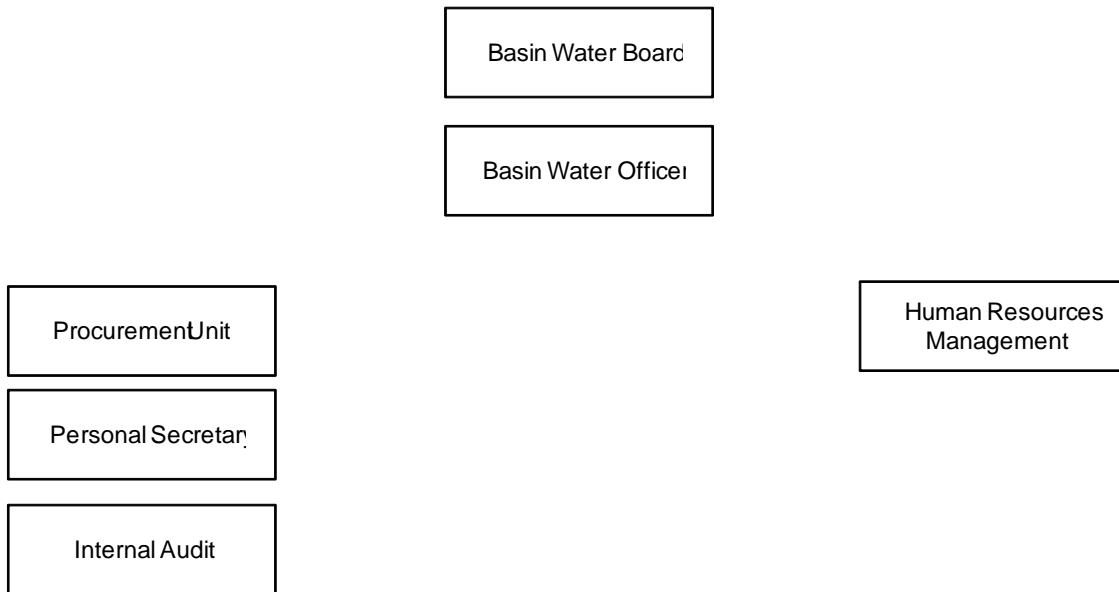 Basin Water Board
Basin Water Officer
Procurement Unit
Human Resources
Management
Personal Secretary
Internal Audit